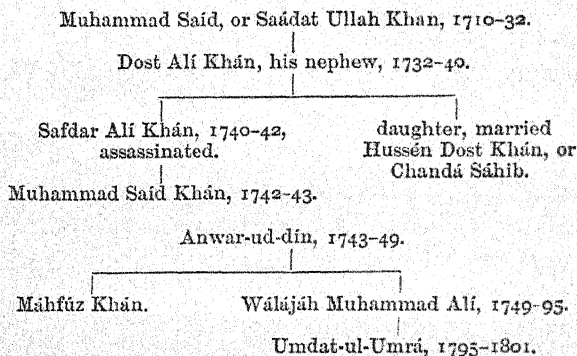 Muhammad Saíd, or Saádat Ullah Khan, 1710-32.
Dost Alí Khán, his nephew, 1732-40.
Safdar Alí Khán, 1740-42,
assassinated.
daughter, married
Hussén Dost Khán, or
Chandá Sáhib.
Muhammad Saíd Khán, 1742-43.
Anwar-ud-dín, 1743-49.
Máhfúz Khán.
Wálájáh Muhammad Alí, 1749-95.
Umdat-ul-Umrá, 1795-1801.